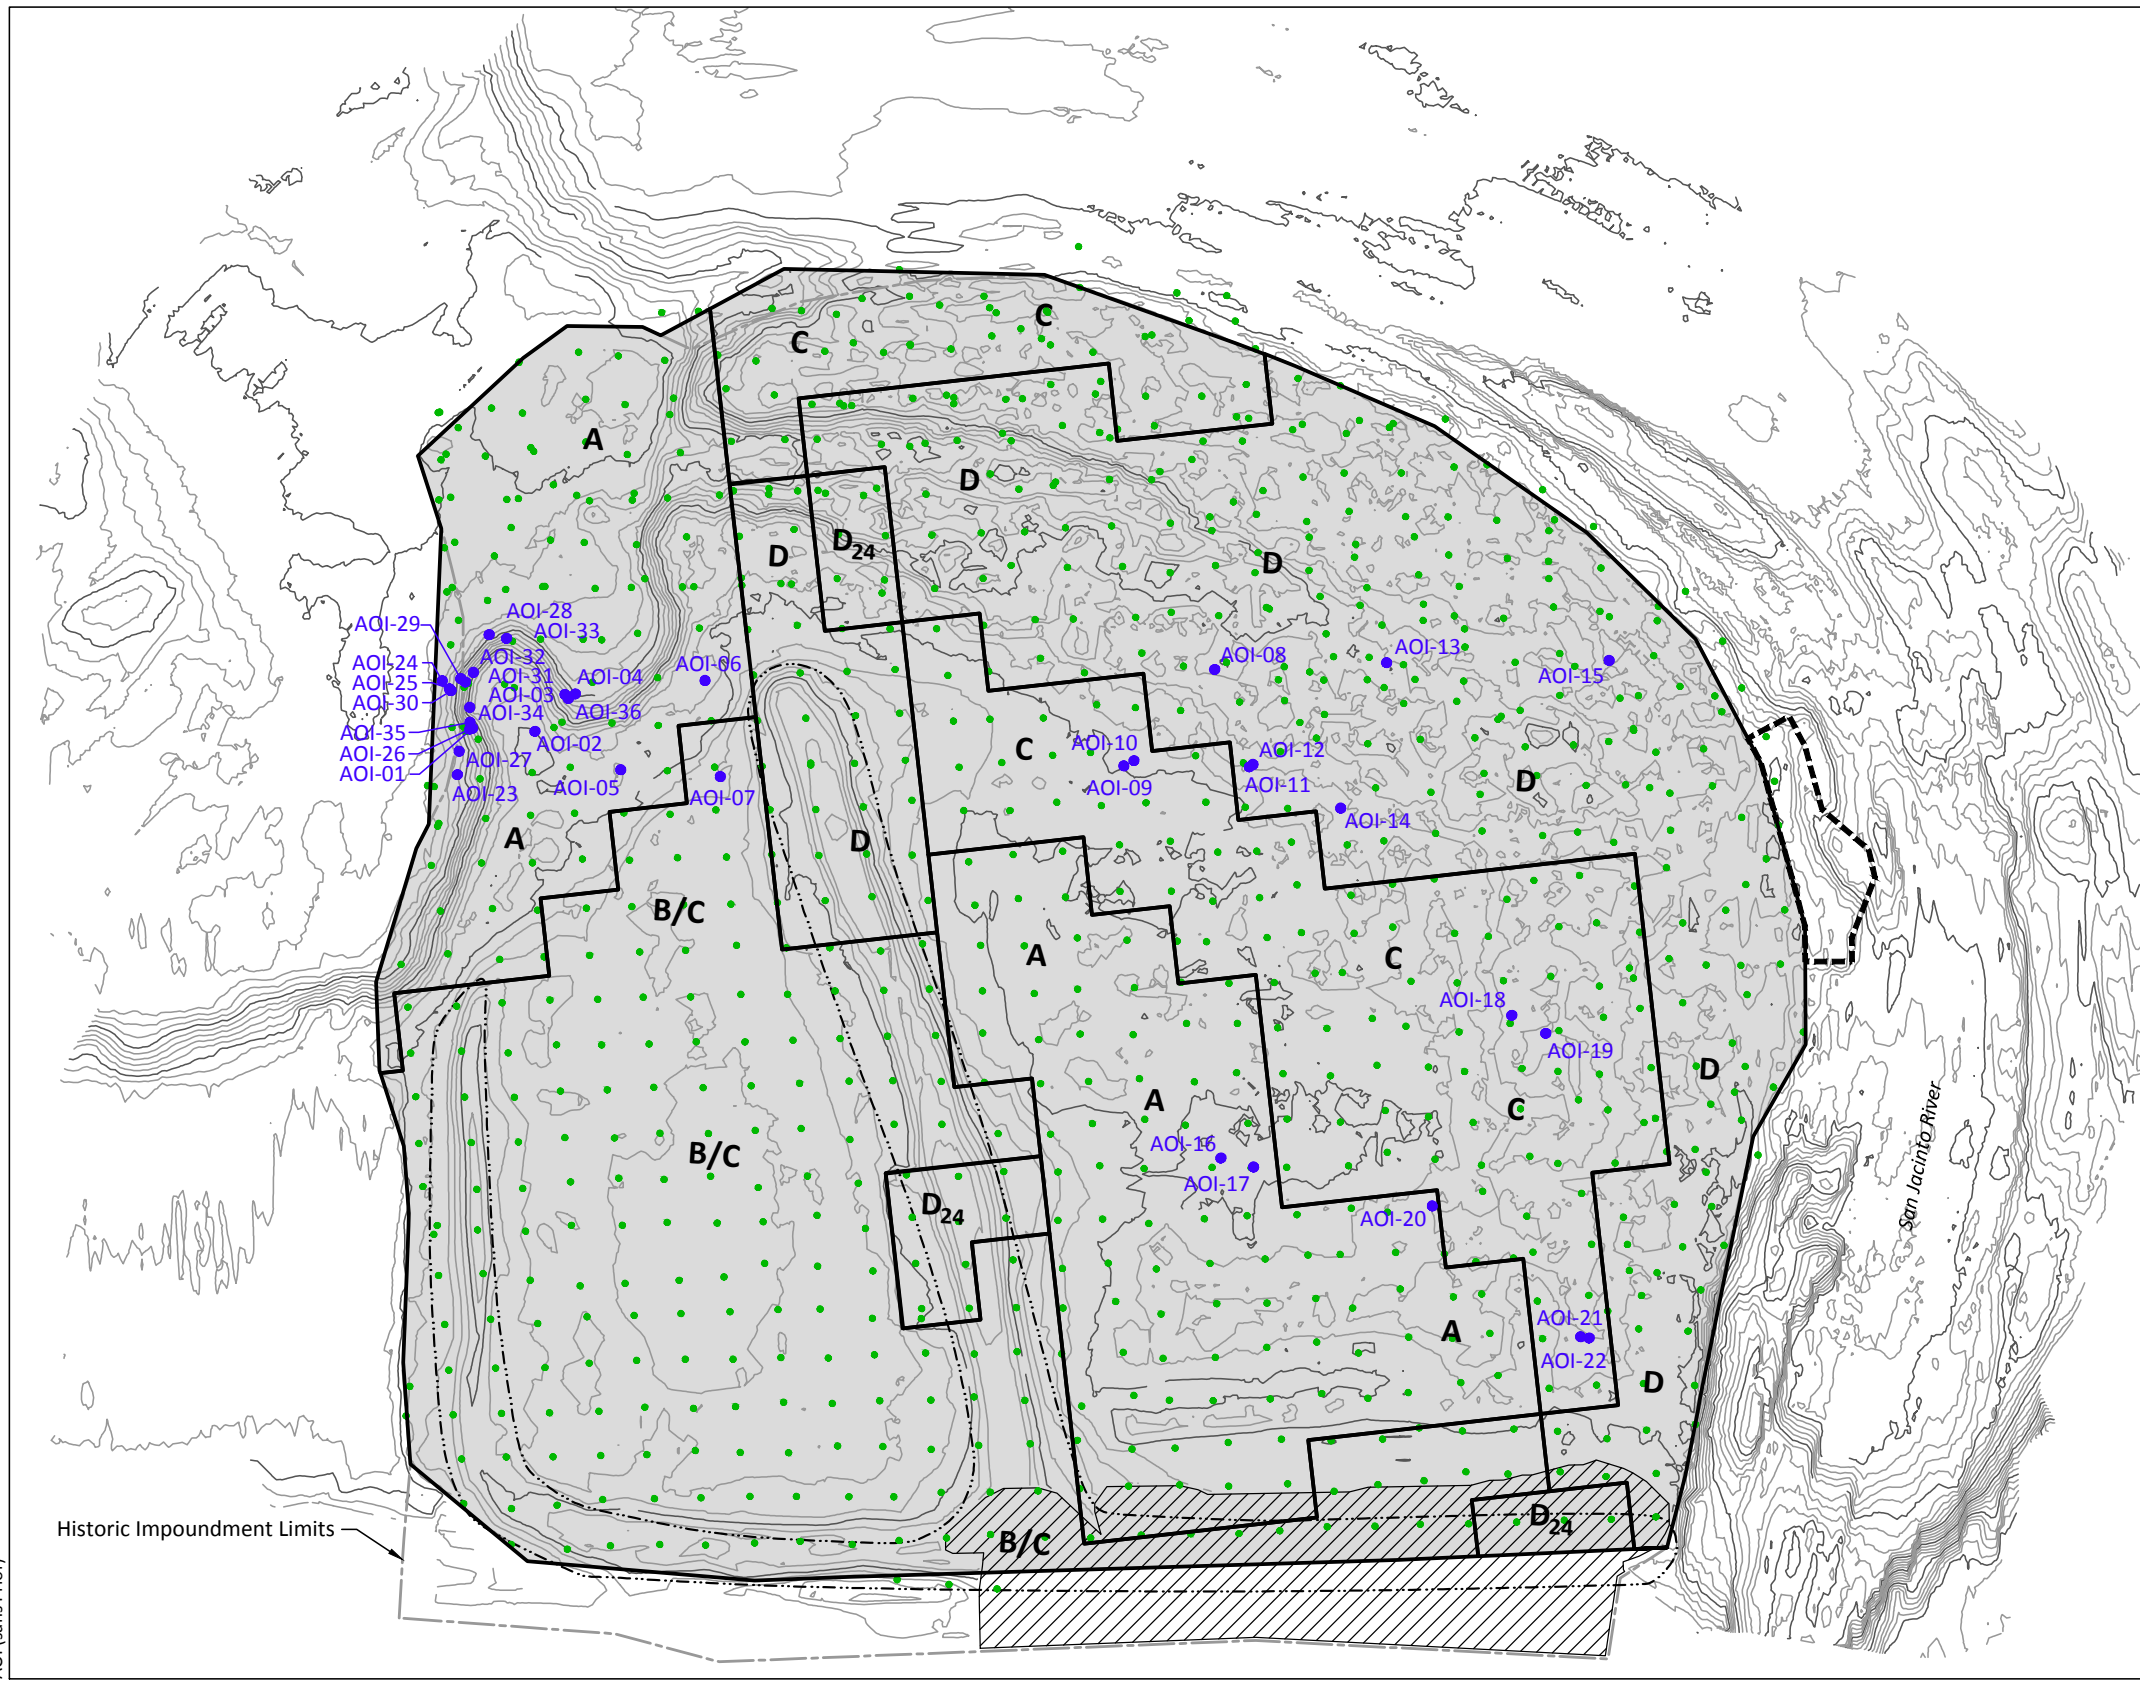 C
C
A
D
D
D24
D
AOI-28
AOI-29
AOI-33
AOI-32
AOI-24
AOI-31
AOI-25
AOI-03
AOI-30
AOI-34
AOI-04
AOI-36
AOI-06
AOI-08
AOI-13
AOI-15
AOI-35
AOI-02
AOI-26
AOI-27
AOI-01
AOI-23
AOI-05
AOI-07
C
AOI-10
AOI-09
AOI-12
AOI-11
AOI-14
D
A
D
B/C
A
C
AOI-18
AOI-19
D
A
C
San Jacinto River
AOI-16
AOI-17
B/C
D24
AOI-20
AOI-21
AOI-22
A
D
D24
B/C
Historic Impoundment Limits